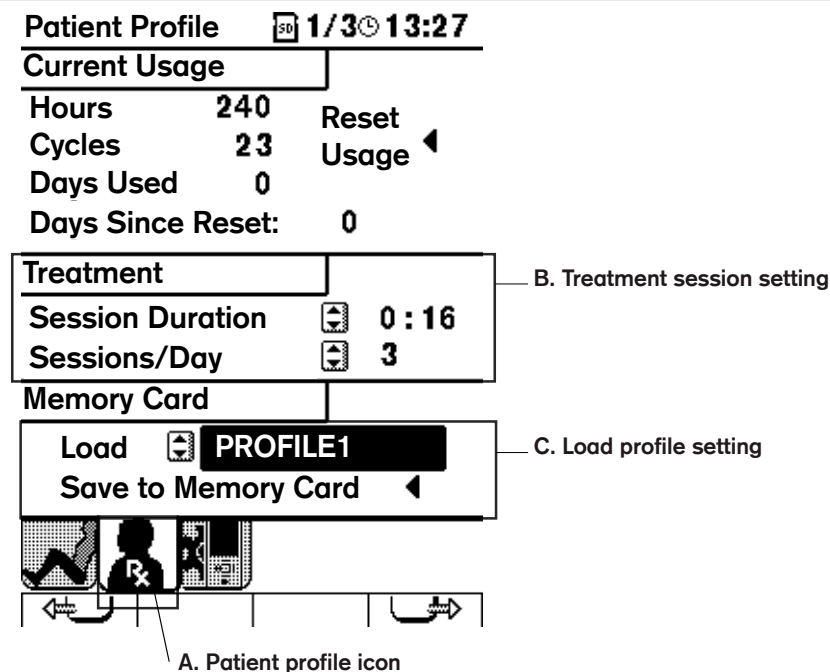 Patient Profile SD 1/3 13:27
Current Usage
Hours 240
Reset
Cycles 23
Usage
Days Used 0
Days Since Reset: 0
Treatment
B. Treatment session setting
Session Duration 0:16
Sessions/Day 3
Memory Card
Load PROFILE1
C. Load profile setting
Save to Memory Card
Rx
A. Patient profile icon